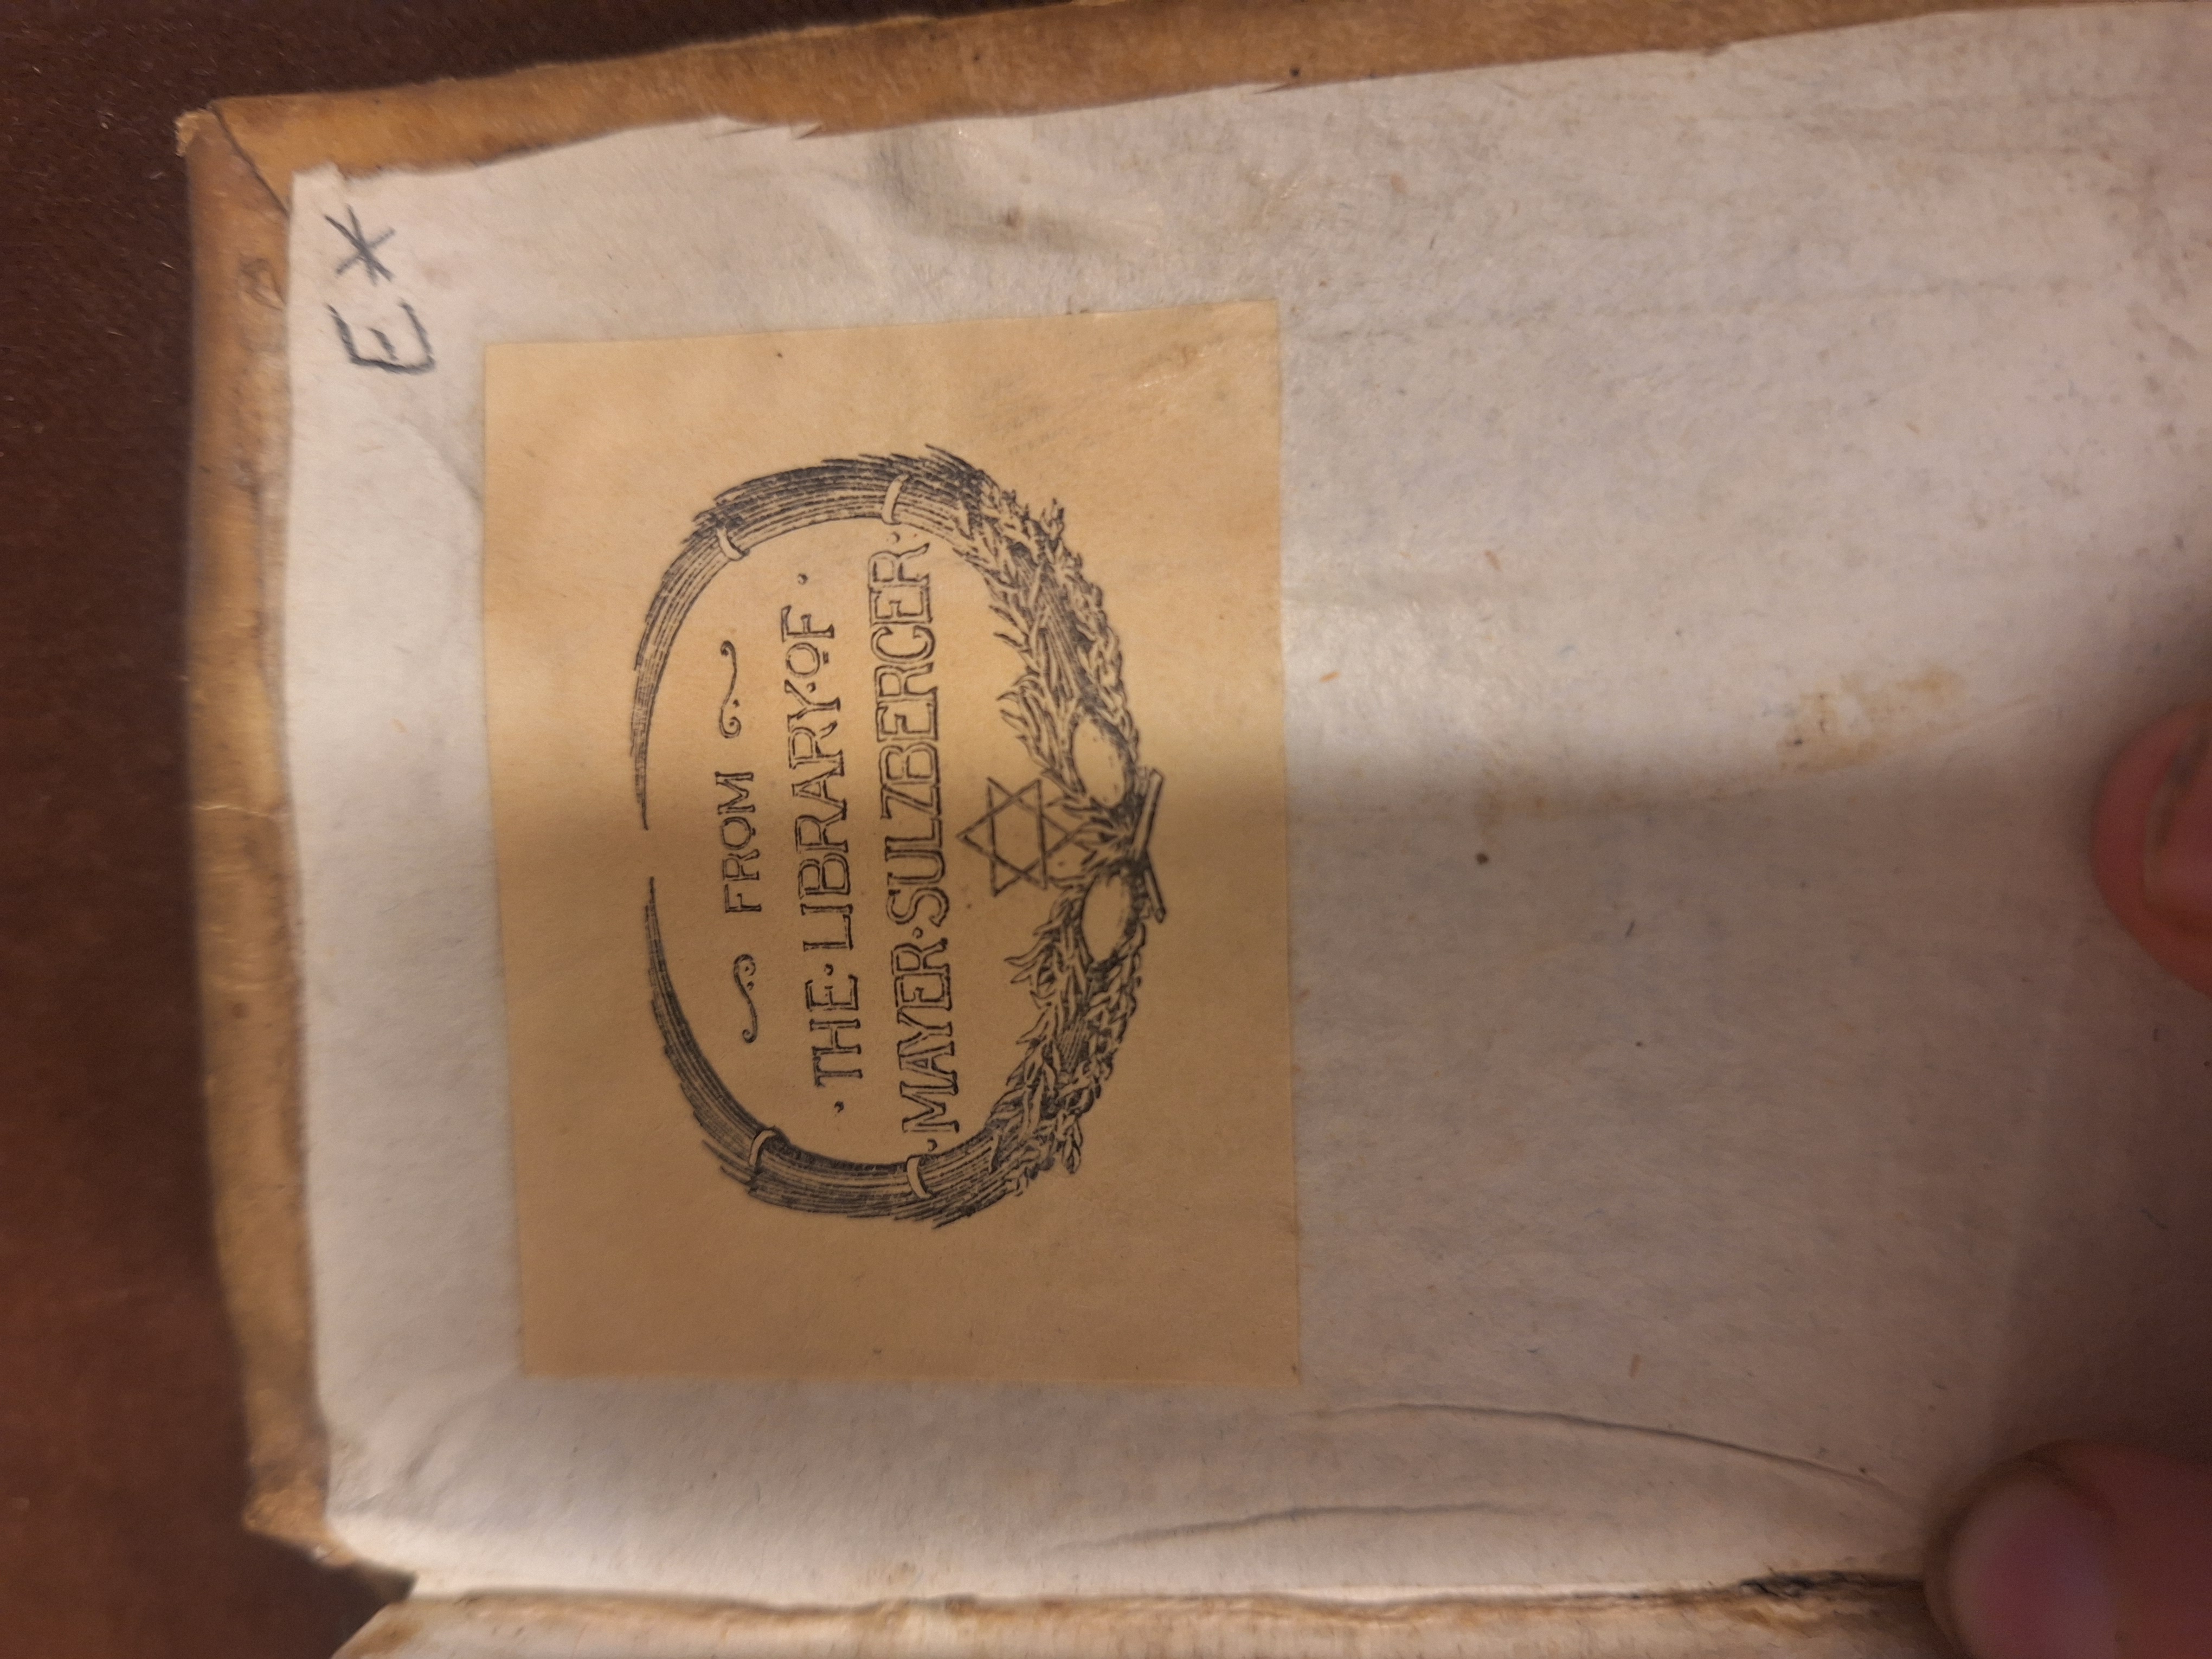 E*
FROM
· THE · LIBRARY · OF ·
· MAYER · SULZBERGER ·